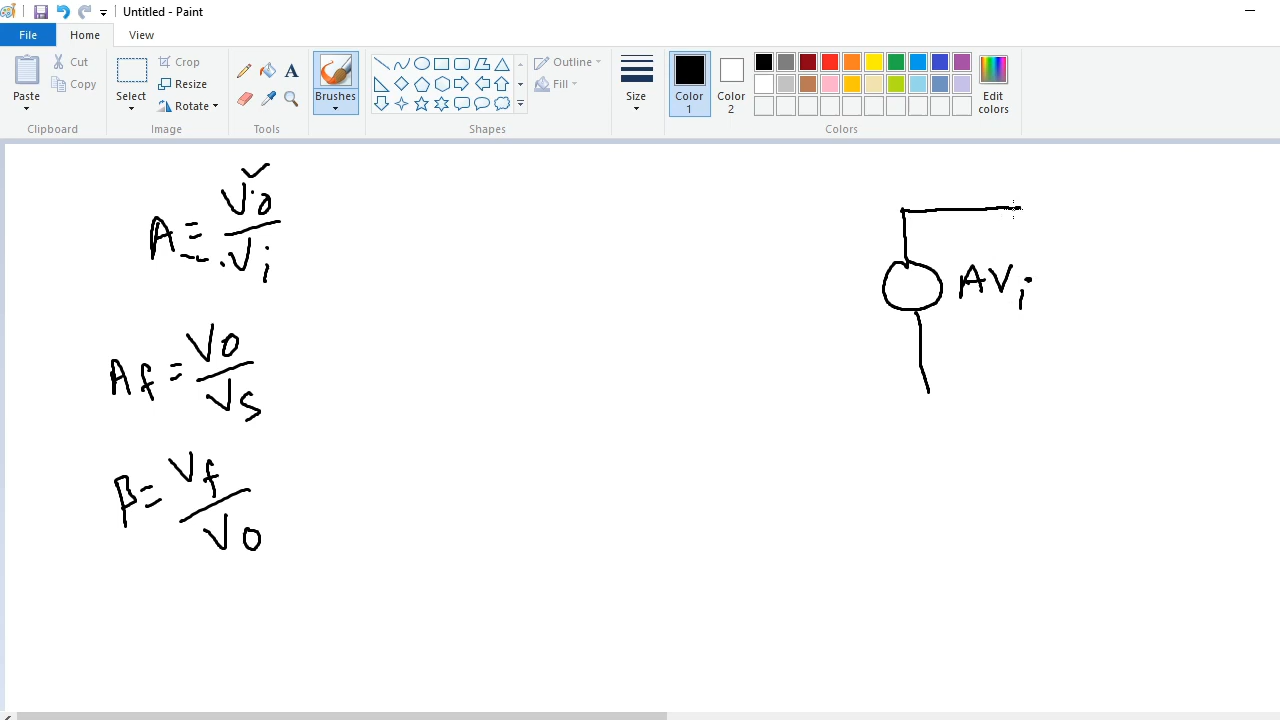 Untitled - Paint
File Home View
Paste
Cut
Copy
Clipboard
Select
Crop
Resize
Rotate
Image
Tools
Brushes
Outline
Fill
Shapes
Size
Color 1
Color 2
Edit colors
Colors
A = Vo / Vi
Af = Vo / Vs
β = Vf / Vo
AVi